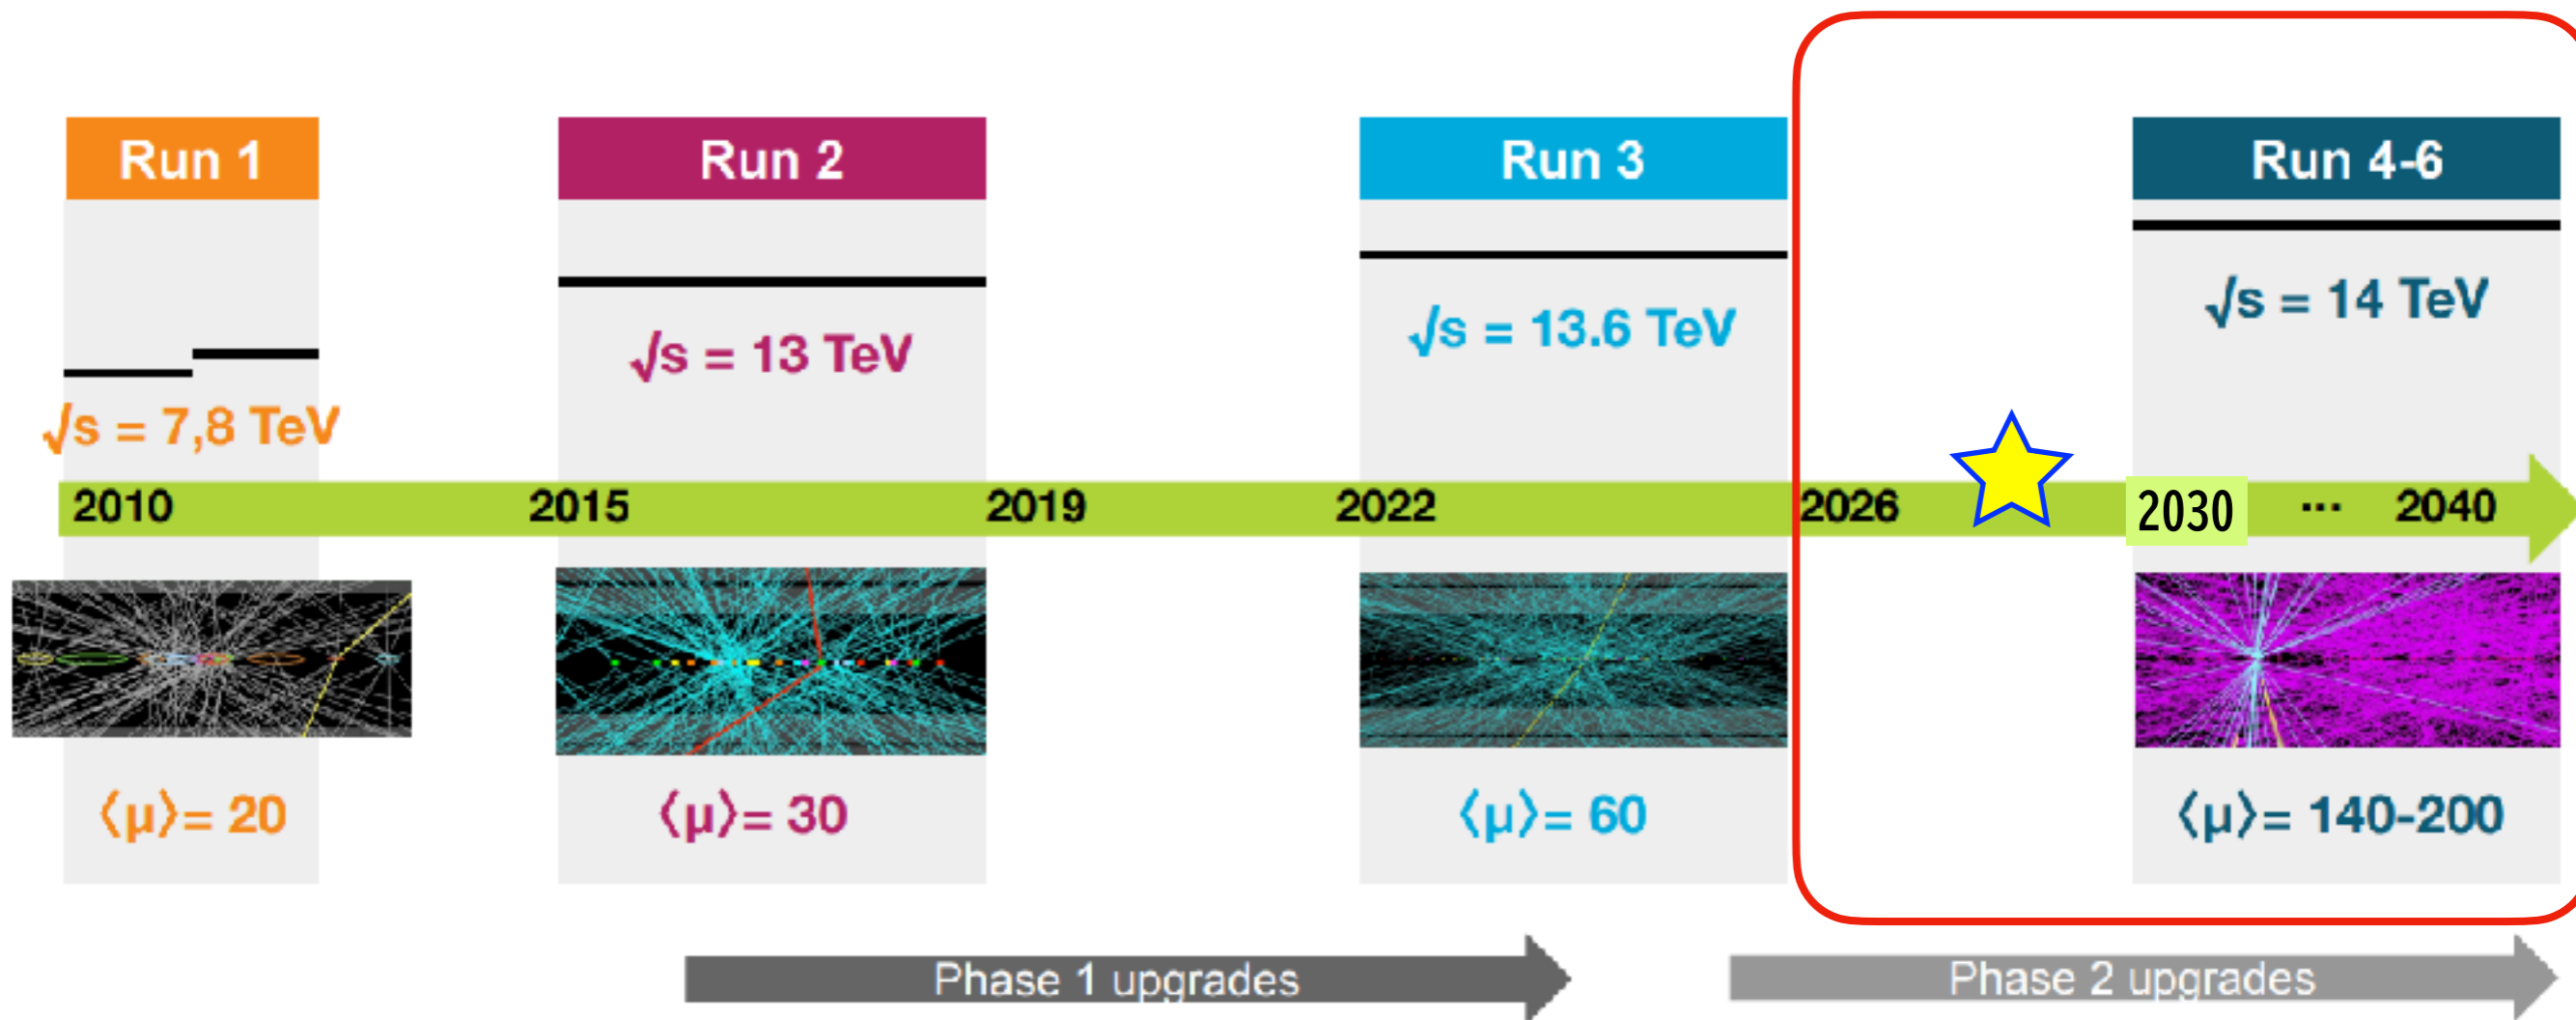 Run 1
Run 2
Run 3
Run 4-6
√s = 7,8 TeV
√s = 13 TeV
√s = 13.6 TeV
√s = 14 TeV
2010 2015 2019 2022 2026 2030 ... 2040
⟨μ⟩= 20
⟨μ⟩= 30
⟨μ⟩= 60
⟨μ⟩= 140-200
Phase 1 upgrades
Phase 2 upgrades